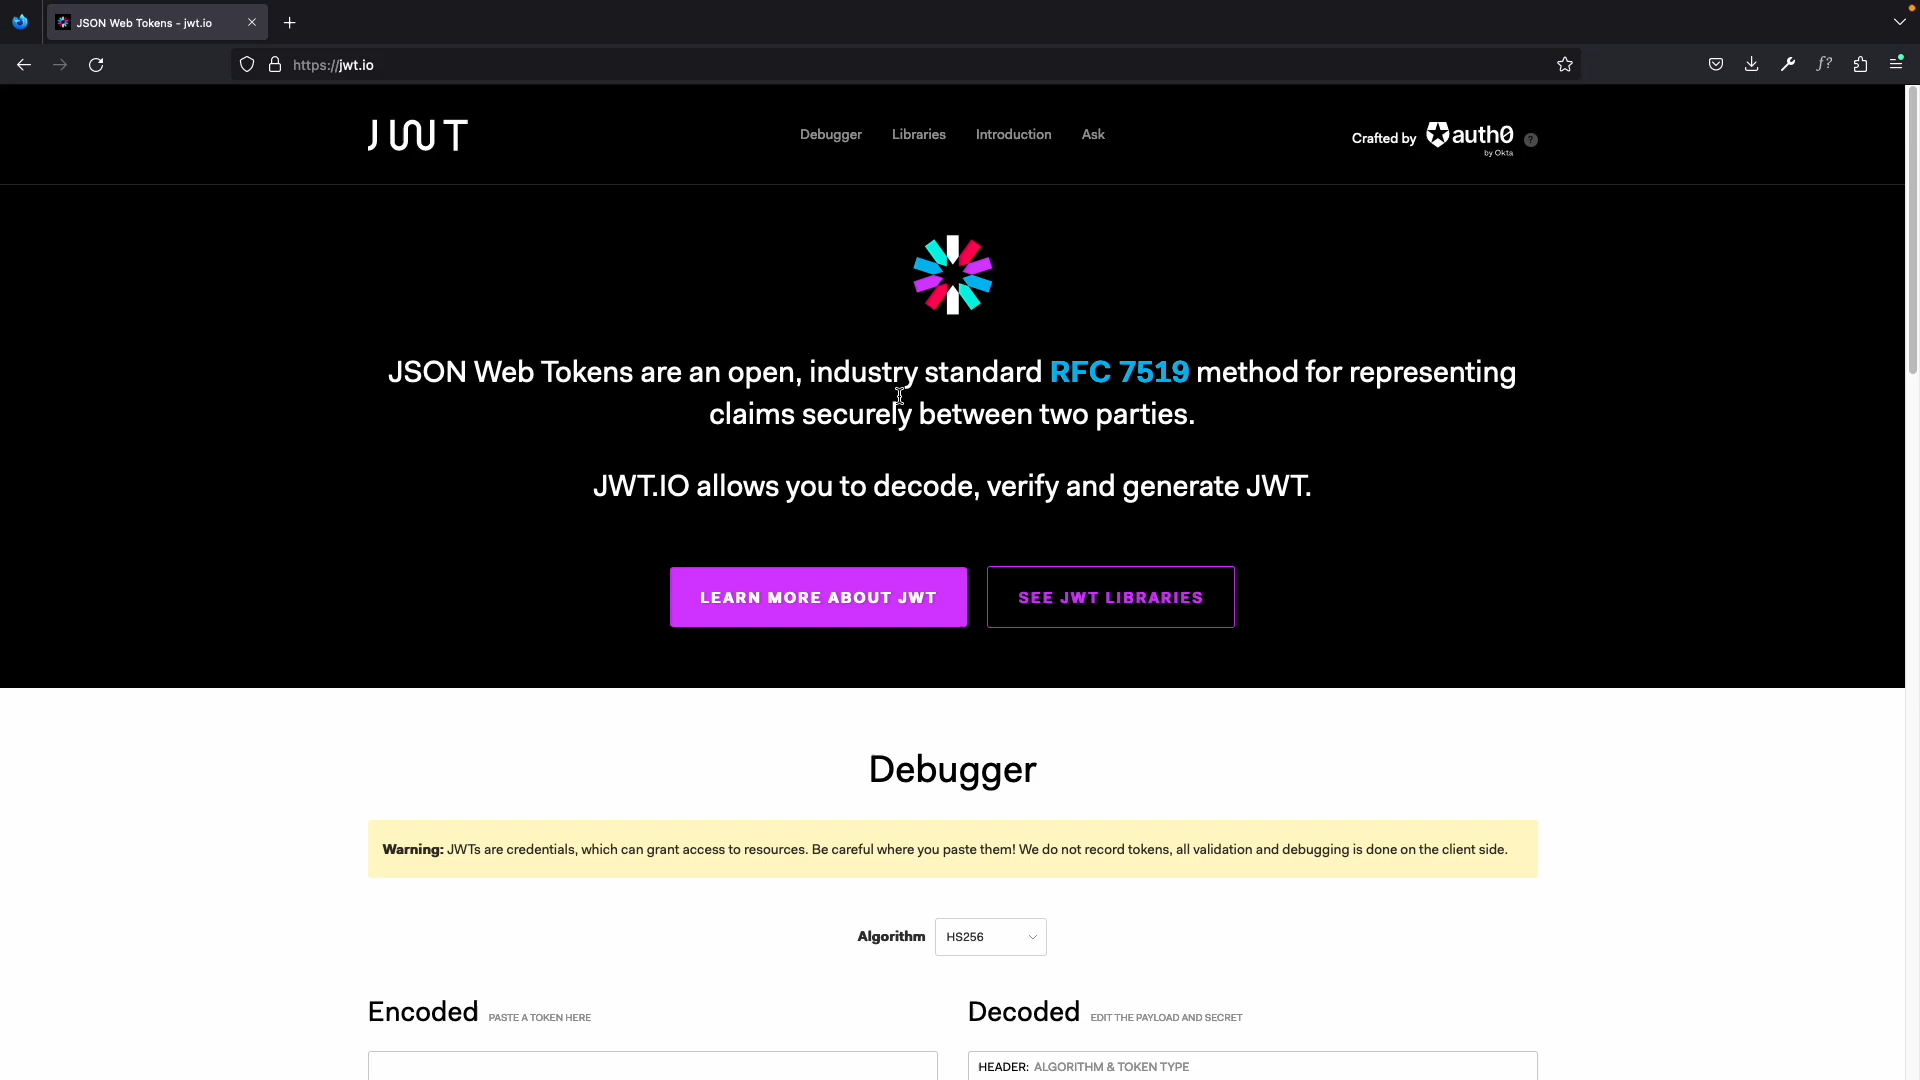 JSON Web Tokens - jwt.io
https://jwt.io
JWT
Debugger
Libraries
Introduction
Ask
Crafted by
auth0
by Okta
?
JSON Web Tokens are an open, industry standard RFC 7519 method for representing
claims securely between two parties.
JWT.IO allows you to decode, verify and generate JWT.
LEARN MORE ABOUT JWT
SEE JWT LIBRARIES
Debugger
Warning: JWTs are credentials, which can grant access to resources. Be careful where you paste them! We do not record tokens, all validation and debugging is done on the client side.
Algorithm
HS256
Encoded PASTE A TOKEN HERE
Decoded EDIT THE PAYLOAD AND SECRET
HEADER: ALGORITHM & TOKEN TYPE